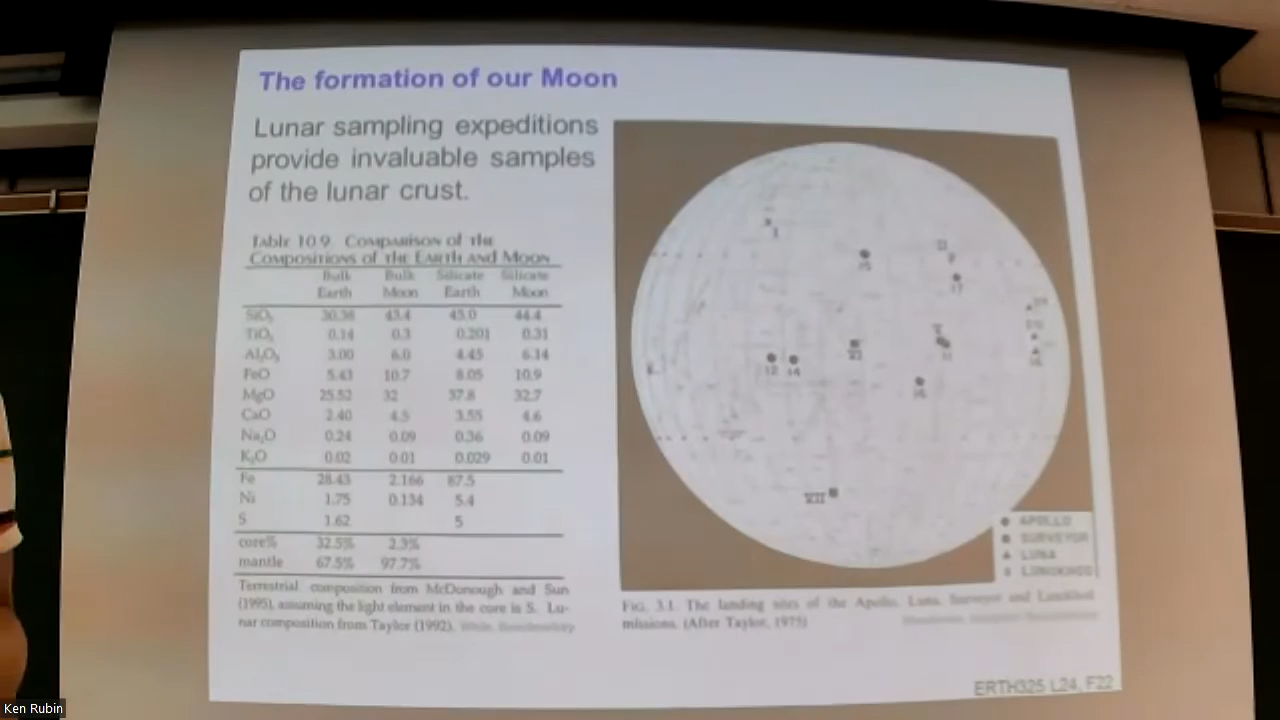 The formation of our Moon
Lunar sampling expeditions
provide invaluable samples
of the lunar crust.
Table 10.9 Comparison of the
Compositions of the Earth and Moon
Bulk Bulk Silicate Silicate
Earth Moon Earth Moon
SiO₂ 43.4 45.0 44.4
TiO₂ 0.14 0.3 0.201 0.31
Al₂O₃ 3.00 6.0 4.45 6.14
FeO 5.43 10.7 8.05 10.9
MgO 25.52 32 37.8 32.7
CaO 2.40 4.5 3.55 4.6
Na₂O 0.24 0.09 0.36 0.09
K₂O 0.02 0.01 0.029 0.01
Fe 28.43 2.166 87.5
Ni 1.75 0.134 5.4
S 1.62 5
core% 32.5% 2.3%
mantle 67.5% 97.7%
Terrestrial composition from McDonough and Sun
(1995), assuming the light element in the core is S. Lu-
nar composition from Taylor (1992).
15
17
12 14
16
VII
APOLLO
SURVEYOR
LUNA
LUNOKHOD
FIG. 3.1. The landing sites of the Apollo, Luna, Surveyor and Lunokhod
missions. (After Taylor, 1975)
ERTH325 L24, F22
Ken Rubin